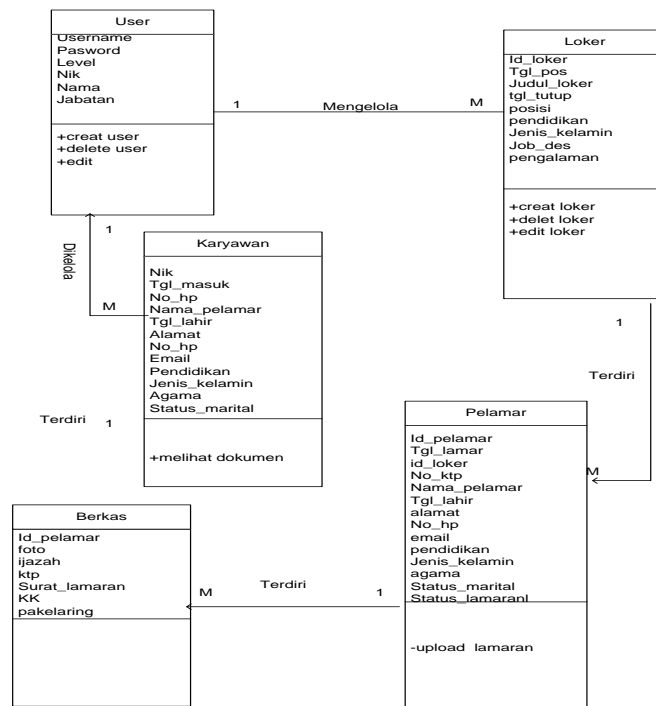 User
Username
Pasword
Level
Nik
Nama
Jabatan
+creat user
+delete user
+edit
1
Mengelola
M
Loker
Id_loker
Tgl_pos
Judul_loker
tgl_tutup
posisi
pendidikan
Jenis_kelamin
Job_des
pengalaman
+creat loker
+delet loker
+edit loker
1
Dikelola
M
Karyawan
Nik
Tgl_masuk
No_hp
Nama_pelamar
Tgl_lahir
Alamat
No_hp
Email
Pendidikan
Jenis_kelamin
Agama
Status_marital
+melihat dokumen
Terdiri
1
1
Terdiri
M
Pelamar
Id_pelamar
Tgl_lamar
id_loker
No_ktp
Nama_pelamar
Tgl_lahir
alamat
No_hp
email
pendidikan
Jenis_kelamin
agama
Status_marital
Status_lamaranl
-upload lamaran
Berkas
Id_pelamar
foto
ijazah
ktp
Surat_lamaran
KK
pakelaring
M
Terdiri
1